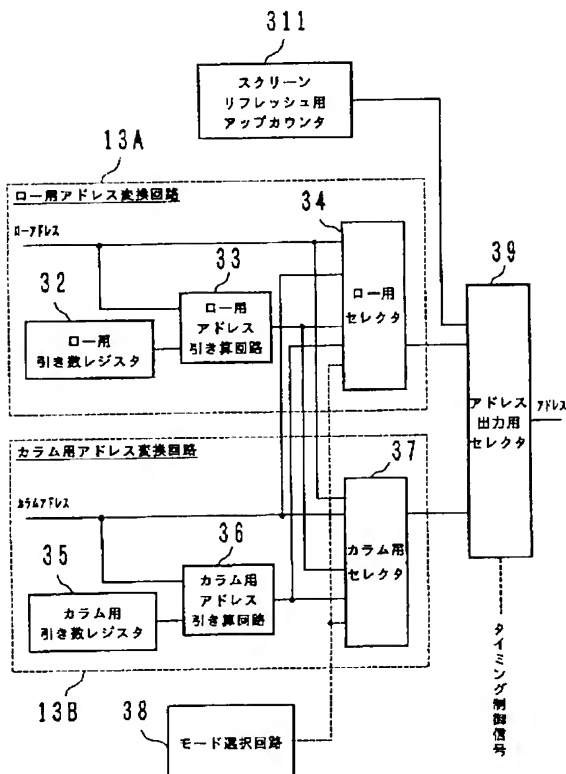 311
スクリーン
リフレッシュ用
アップカウンタ
13A
ロー用アドレス変換回路
ローアドレス
32
ロー用
引き数レジスタ
33
ロー用
アドレス
引き算回路
34
ロー用
セレクタ
39
アドレス
出力用
セレクタ
アドレス
カラム用アドレス変換回路
カラムアドレス
35
カラム用
引き数レジスタ
36
カラム用
アドレス
引き算回路
37
カラム用
セレクタ
13B
38
モード選択回路
タイミング制御信号